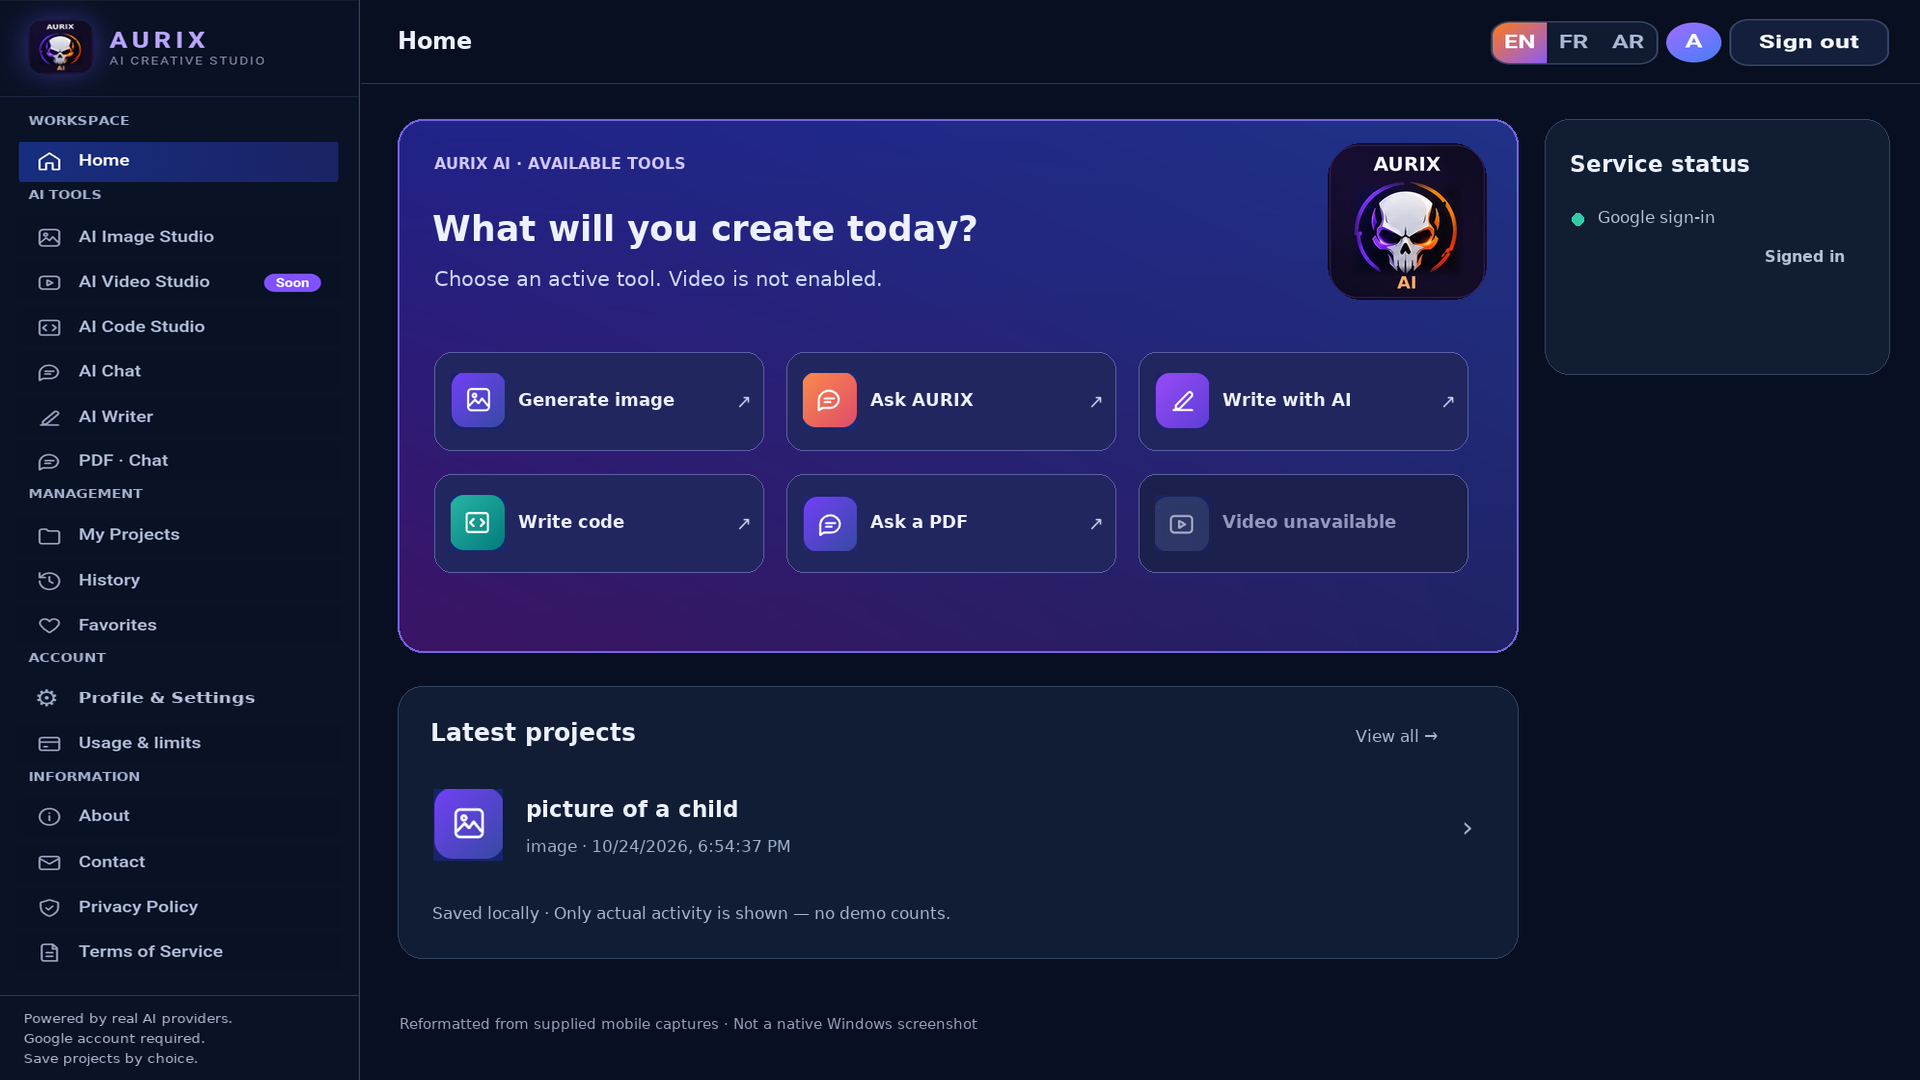 AURIX
AI
AURIX
AI CREATIVE STUDIO
WORKSPACE
Home
AI TOOLS
AI Image Studio
AI Video Studio
Soon
AI Code Studio
AI Chat
AI Writer
PDF · Chat
MANAGEMENT
My Projects
History
Favorites
ACCOUNT
Profile & Settings
Usage & limits
INFORMATION
About
Contact
Privacy Policy
Terms of Service
Powered by real AI providers.
Google account required.
Save projects by choice.
Home
EN FR AR
A
Sign out
AURIX AI · AVAILABLE TOOLS
What will you create today?
Choose an active tool. Video is not enabled.
AURIX
AI
Generate image ↗
Ask AURIX ↗
Write with AI ↗
Write code ↗
Ask a PDF ↗
Video unavailable
Latest projects
View all →
picture of a child
image · 10/24/2026, 6:54:37 PM
Saved locally · Only actual activity is shown — no demo counts.
Service status
Google sign-in
Signed in
Reformatted from supplied mobile captures · Not a native Windows screenshot